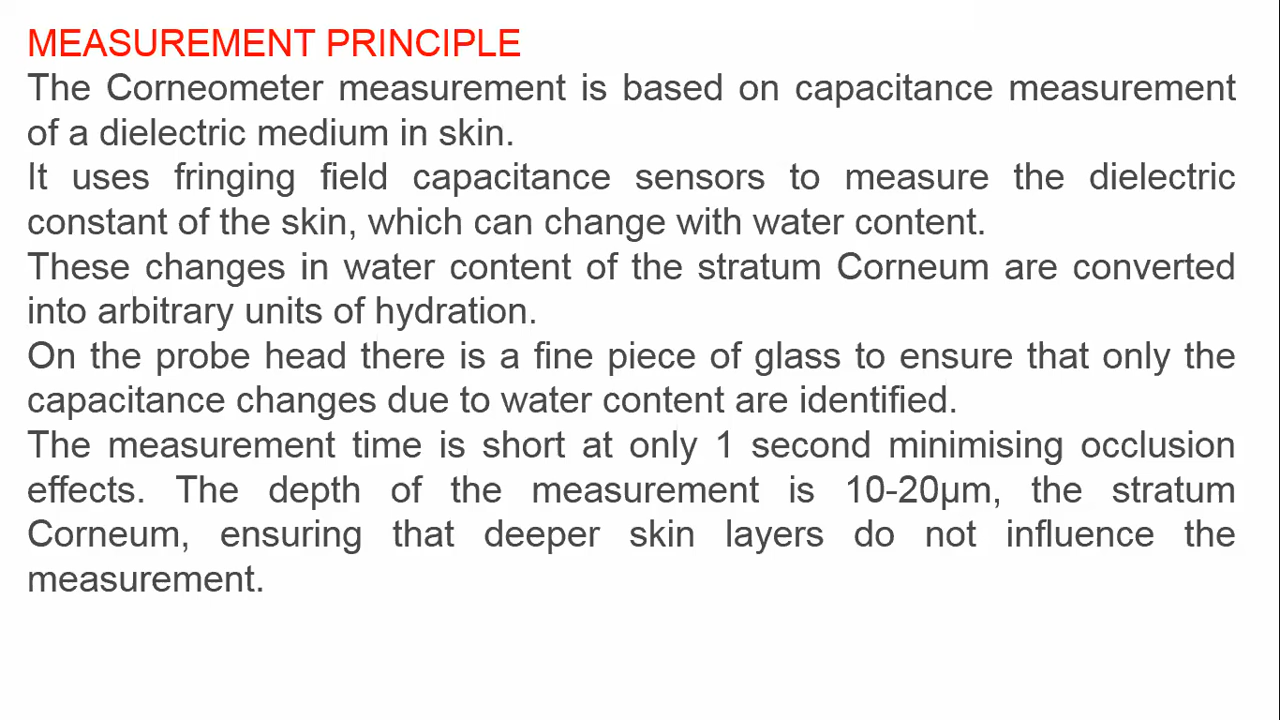 MEASUREMENT PRINCIPLE
The Corneometer measurement is based on capacitance measurement
of a dielectric medium in skin.
It uses fringing field capacitance sensors to measure the dielectric
constant of the skin, which can change with water content.
These changes in water content of the stratum Corneum are converted
into arbitrary units of hydration.
On the probe head there is a fine piece of glass to ensure that only the
capacitance changes due to water content are identified.
The measurement time is short at only 1 second minimising occlusion
effects. The depth of the measurement is 10-20µm, the stratum
Corneum, ensuring that deeper skin layers do not influence the
measurement.